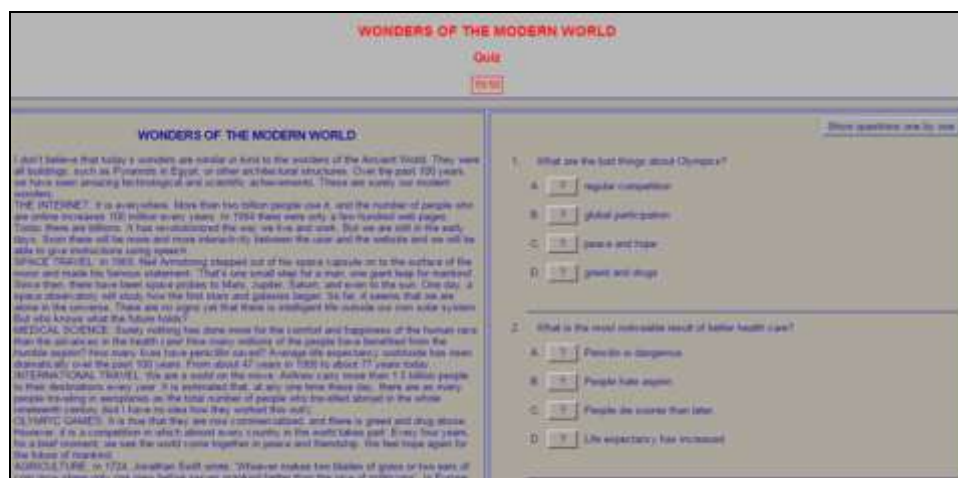 WONDERS OF THE MODERN WORLD
Quiz
WONDERS OF THE MODERN WORLD
I don't believe that today's wonders are similar in kind to the wonders of the Ancient World. They were
all buildings, such as Pyramids in Egypt, or other architectural structures. Over the past 100 years,
we have seen amazing technological and scientific achievements. These are surely our modern
wonders.
THE INTERNET. It is everywhere. More than two billion people use it, and the number of people who
are online increases 100 million every years. In 1994 there were only a few hundred web pages.
Today there are billions. It has revolutionized the way we live and work. But we are still in the early
days. Soon there will be more and more interactivity between the user and the website and we will be
able to give instructions using speech.
SPACE TRAVEL. In 1969, Neil Armstrong stepped out of his space capsule on to the surface of the
moon and made his famous statement. 'That's one small step for a man, one giant leap for mankind'.
Since then, there have been space probes to Mars, Jupiter, Saturn, and even to the sun. One day, a
space observatory will study how the first stars and galaxies began. So far, it seems that we are
alone in the universe. There are no signs yet that there is intelligent life outside our own solar system.
But who knows what the future holds?
MEDICAL SCIENCE. Surely nothing has done more for the comfort and happiness of the human race
than the advances in the health care! How many millions of the people have benefited from the
humble aspirin? How many lives have penicillin saved? Average life expectancy worldwide has risen
dramatically over the past 100 years. From about 47 years in 1900 to about 77 years today.
INTERNATIONAL TRAVEL. We are a world on the move. Airlines carry more than 1.5 billion people
to their destinations every year. It is estimated that, at any one time these day, there are as many
people travelling in aeroplanes as the total number of people who travelled abroad in the whole
nineteenth century (but I have no idea how they worked this out!).
OLYMPIC GAMES. It is true that they are now commercialized, and there is greed and drug abuse.
However, it is a competition in which almost every country in the world takes part. Every four years,
for a brief moment, we see the world come together in peace and friendship. We feel hope again for
the future of mankind.
AGRICULTURE. In 1724, Jonathan Swift wrote, 'Whoever makes two blades of grass or two ears of
Show questions one by one
1. What are the bad things about Olympics?
A. ? regular competition
B. ? global participation
C. ? peace and hope
D. ? greed and drugs
2. What is the most noticeable result of better health care?
A. ? Penicillin is dangerous
B. ? People hate aspirin.
C. ? People die sooner than later.
D. ? Life expectancy has increased